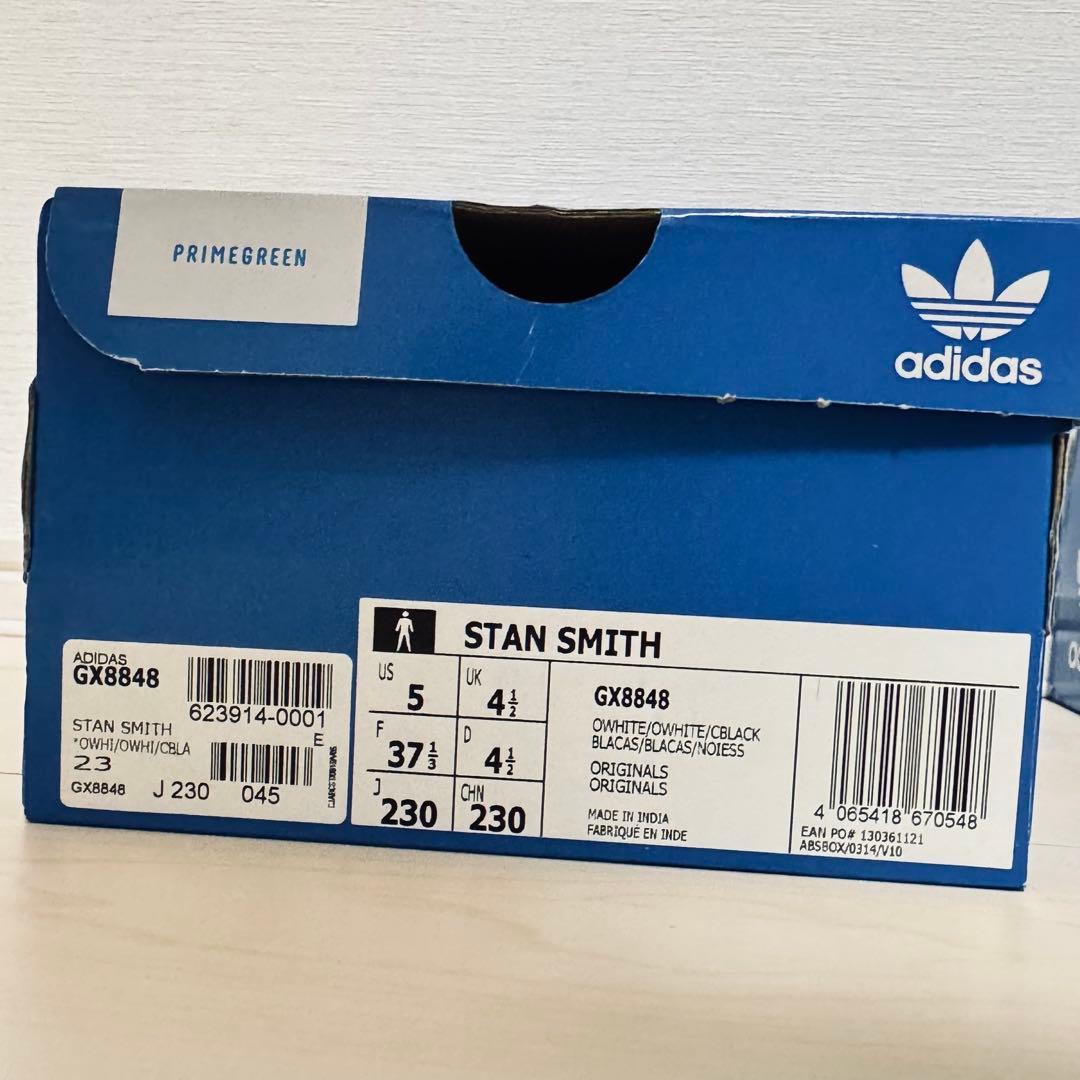 PRIMEGREEN
adidas
ADIDAS
GX8848
623914-0001
STAN SMITH
*OWHI/OWHI/CBLA
E
23
GX8848 J 230 045
STAN SMITH
US 5 UK 4½
F 37⅓ D 4½
J 230 CHN 230
GX8848
OWHITE/OWHITE/CBLACK
BLACAS/BLACAS/NOIESS
ORIGINALS
ORIGINALS
MADE IN INDIA
FABRIQUÉ EN INDE
4 065418 670548
EAN PO# 130361121
ABSBOX/0314/V10